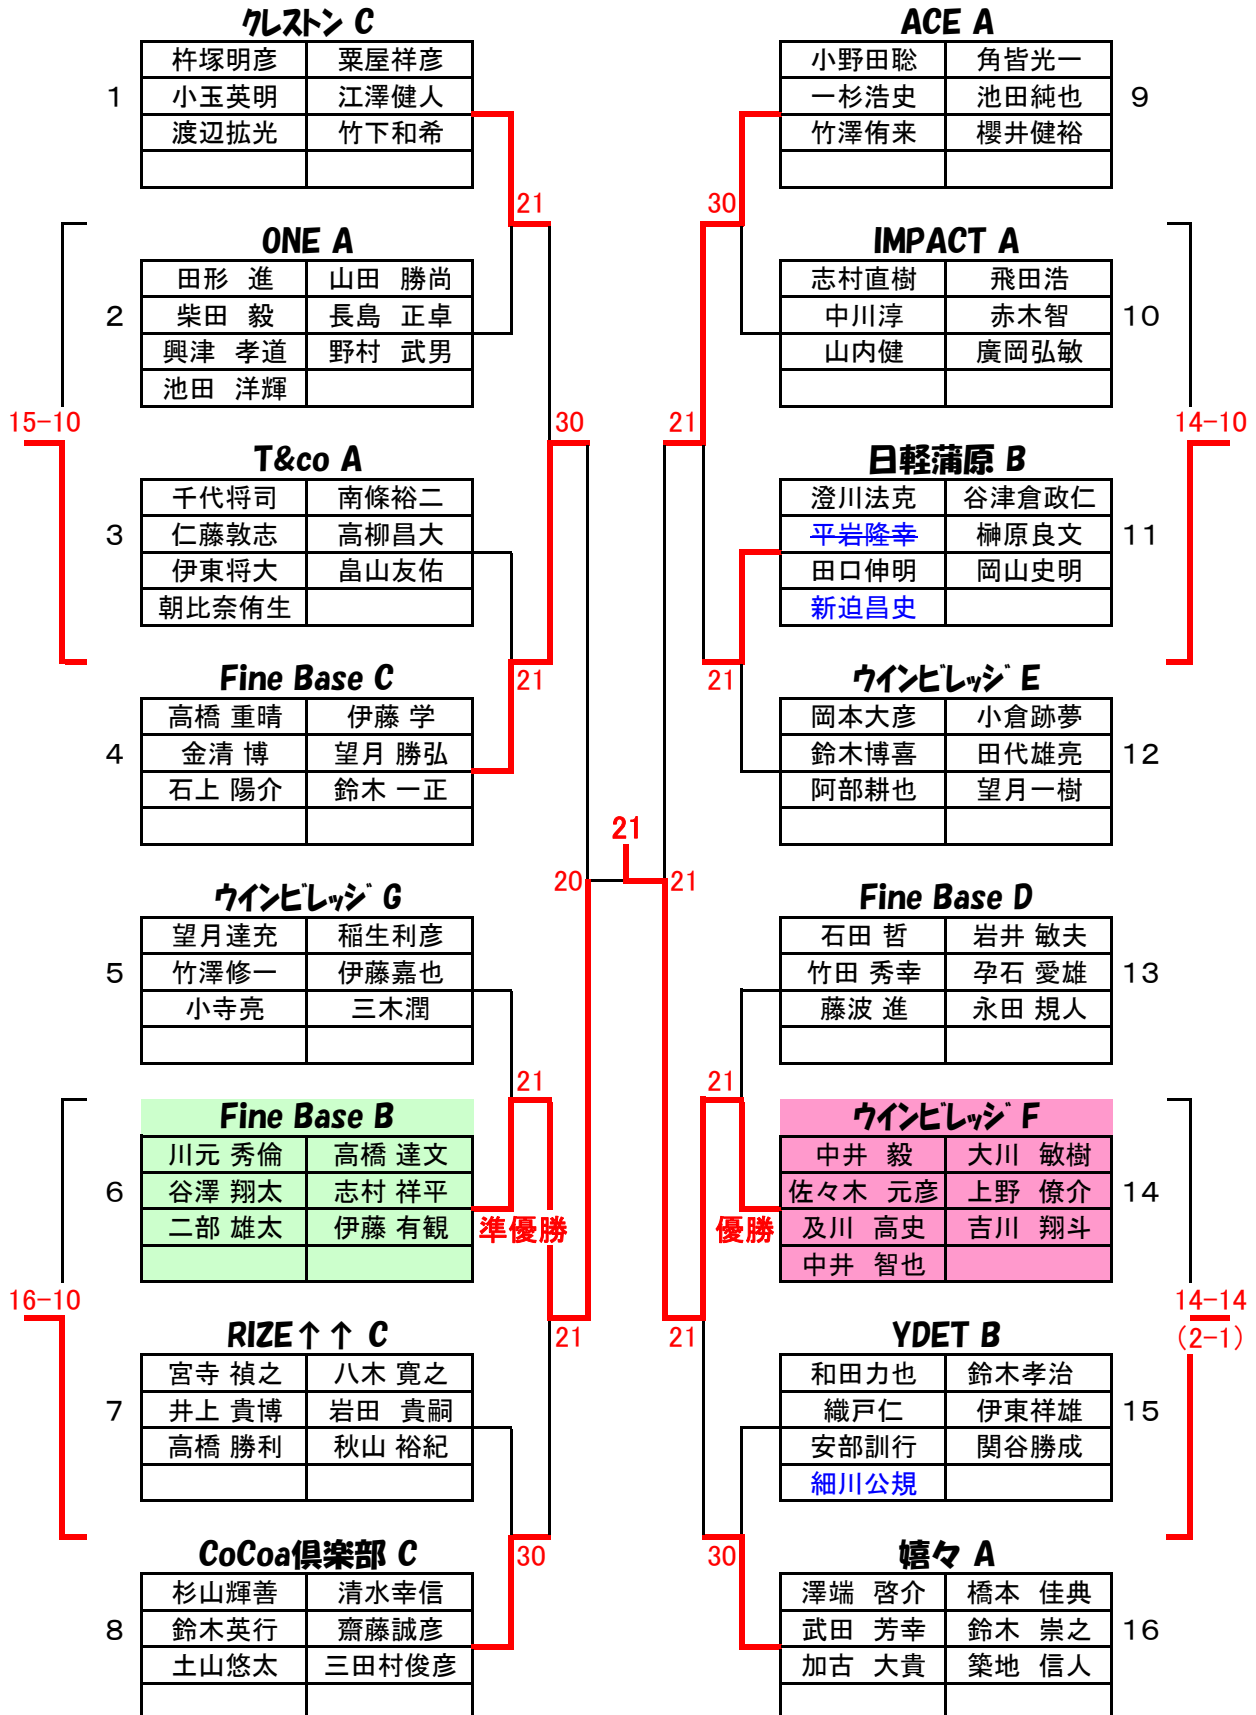 クレストン C
1
杵塚明彦 粟屋祥彦
小玉英明 江澤健人
渡辺拡光 竹下和希
21
ONE A
2
田形 進 山田 勝尚
柴田 毅 長島 正卓
興津 孝道 野村 武男
池田 洋輝
15-10
30
T&co A
3
千代将司 南條裕二
仁藤敦志 高柳昌大
伊東将大 畠山友佑
朝比奈侑生
Fine Base C
21
4
高橋 重晴 伊藤 学
金清 博 望月 勝弘
石上 陽介 鈴木 一正
21
20
ウインビレッジ G
5
望月達充 稲生利彦
竹澤修一 伊藤嘉也
小寺亮 三木潤
21
Fine Base B
6
川元 秀倫 高橋 達文
谷澤 翔太 志村 祥平
二部 雄太 伊藤 有観
準優勝
16-10
21
RIZE↑↑ C
7
宮寺 禎之 八木 寛之
井上 貴博 岩田 貴嗣
高橋 勝利 秋山 裕紀
CoCoa倶楽部 C
30
8
杉山輝善 清水幸信
鈴木英行 齋藤誠彦
土山悠太 三田村俊彦
ACE A
9
小野田聡 角皆光一
一杉浩史 池田純也
竹澤侑来 櫻井健裕
30
IMPACT A
10
志村直樹 飛田浩
中川淳 赤木智
山内健 廣岡弘敏
21
14-10
日軽蒲原 B
11
澄川法克 谷津倉政仁
平岩隆幸 榊原良文
田口伸明 岡山史明
新迫昌史
21
ウインビレッジ E
12
岡本大彦 小倉跡夢
鈴木博喜 田代雄亮
阿部耕也 望月一樹
21
Fine Base D
13
石田 哲 岩井 敏夫
竹田 秀幸 孕石 愛雄
藤波 進 永田 規人
21
ウインビレッジ F
14
中井 毅 大川 敏樹
佐々木 元彦 上野 僚介
及川 高史 吉川 翔斗
中井 智也
優勝
14-14
(2-1)
21
YDET B
15
和田力也 鈴木孝治
織戸仁 伊東祥雄
安部訓行 関谷勝成
細川公規
30
嬉々 A
16
澤端 啓介 橋本 佳典
武田 芳幸 鈴木 崇之
加古 大貴 築地 信人